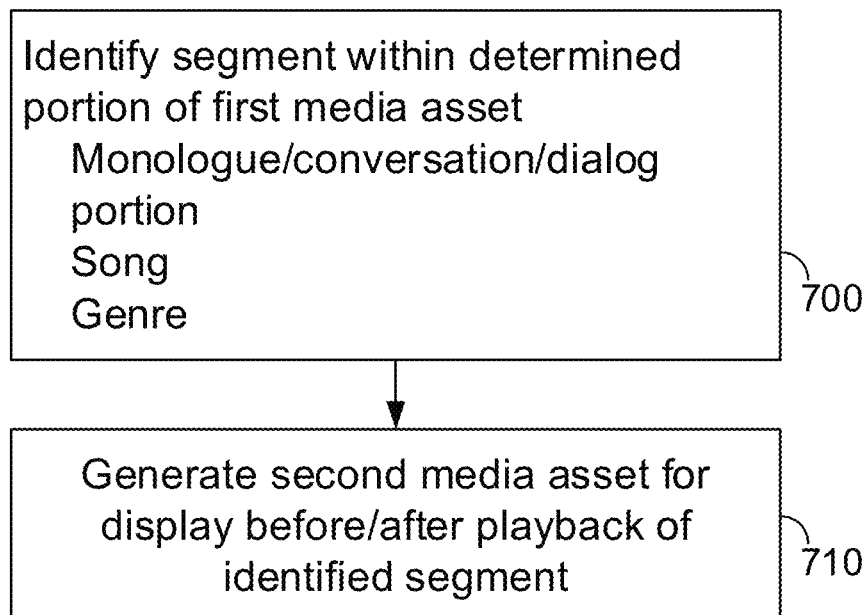 Identify segment within determined
portion of first media asset
Monologue/conversation/dialog
portion
Song
Genre
700
Generate second media asset for
display before/after playback of
identified segment
710